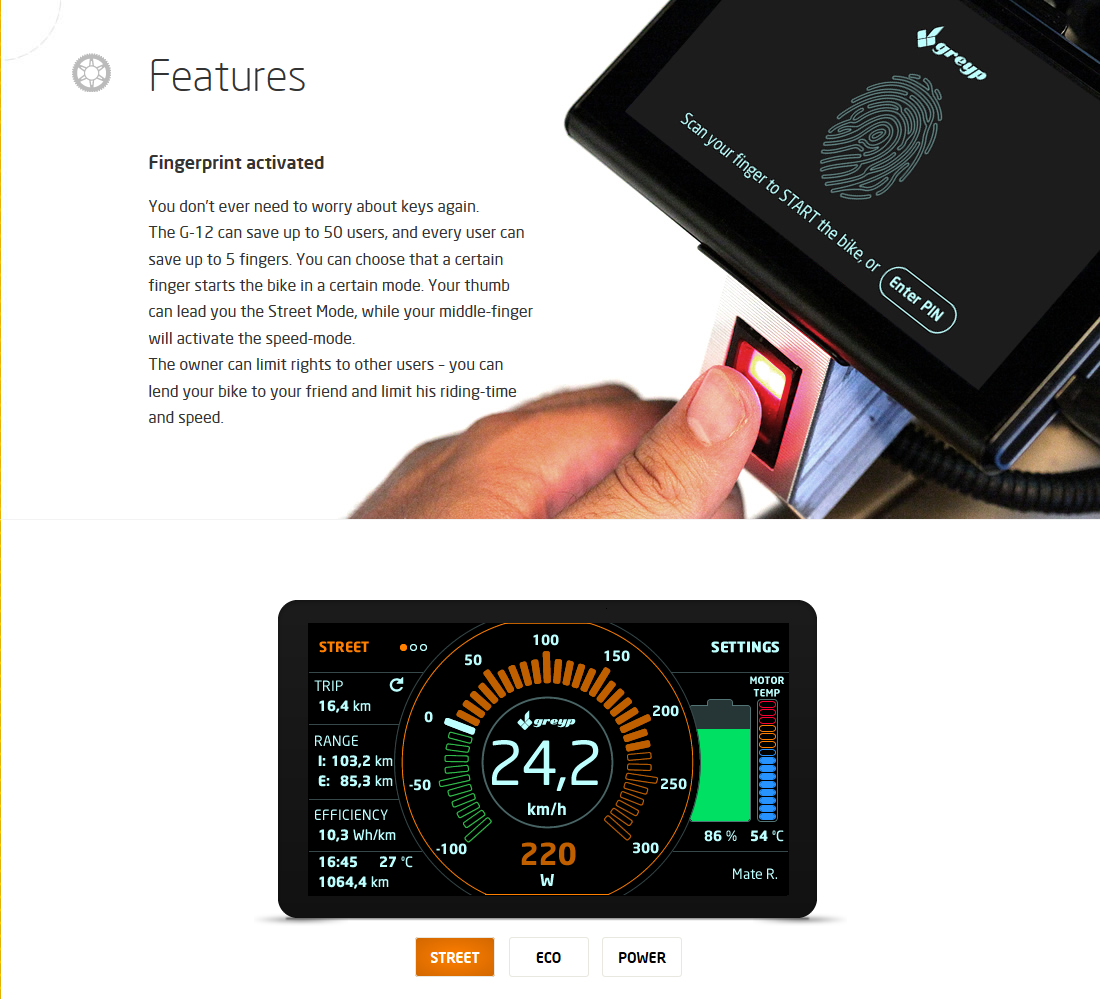 Features
greyp
Scan your finger to START the bike, or
Enter PIN
Fingerprint activated
You don't ever need to worry about keys again.
The G-12 can save up to 50 users, and every user can
save up to 5 fingers. You can choose that a certain
finger starts the bike in a certain mode. Your thumb
can lead you the Street Mode, while your middle-finger
will activate the speed-mode.
The owner can limit rights to other users – you can
lend your bike to your friend and limit his riding-time
and speed.
STREET
SETTINGS
TRIP
16,4 km
RANGE
I: 103,2 km
E: 85,3 km
EFFICIENCY
10,3 Wh/km
16:45 27 °C
1064,4 km
-100
-50
0
50
100
150
200
250
300
greyp
24,2
km/h
220
W
MOTOR
TEMP
86 % 54 °C
Mate R.
STREET ECO POWER